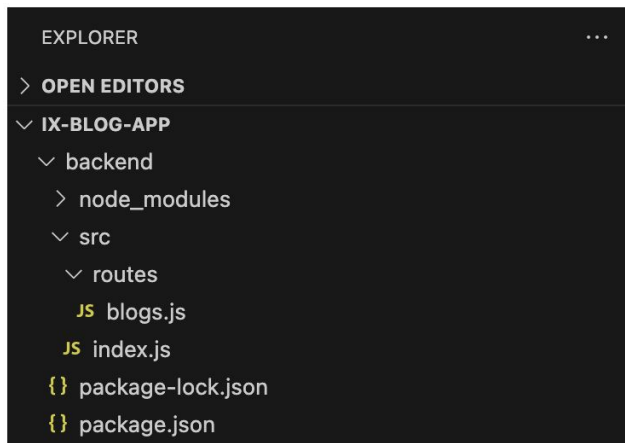 EXPLORER ...
OPEN EDITORS
IX-BLOG-APP
backend
node_modules
src
routes
JS blogs.js
JS index.js
{} package-lock.json
{} package.json